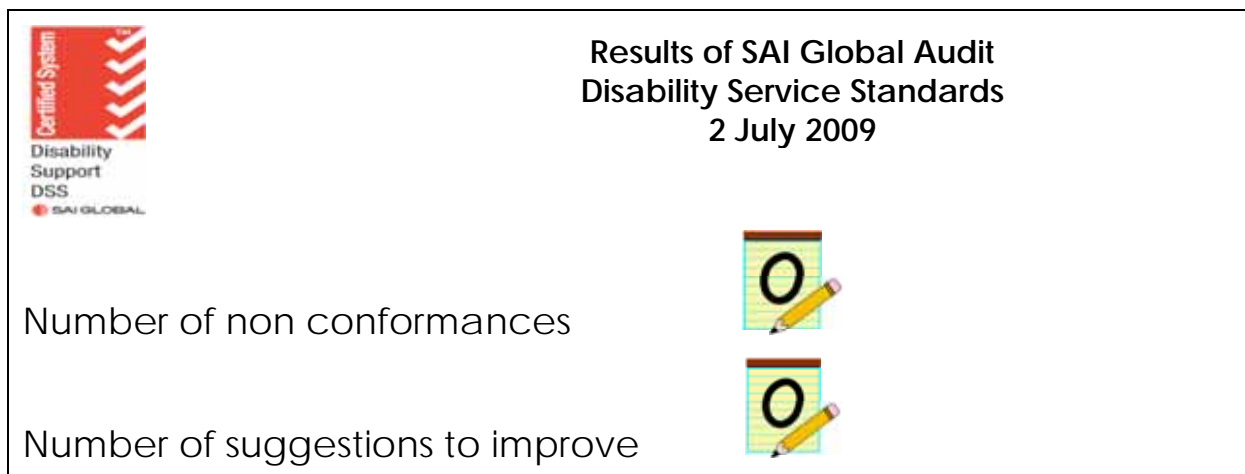 Certified System
Disability
Support
DSS
SAI GLOBAL
Results of SAI Global Audit
Disability Service Standards
2 July 2009
0
Number of non conformances
0
Number of suggestions to improve